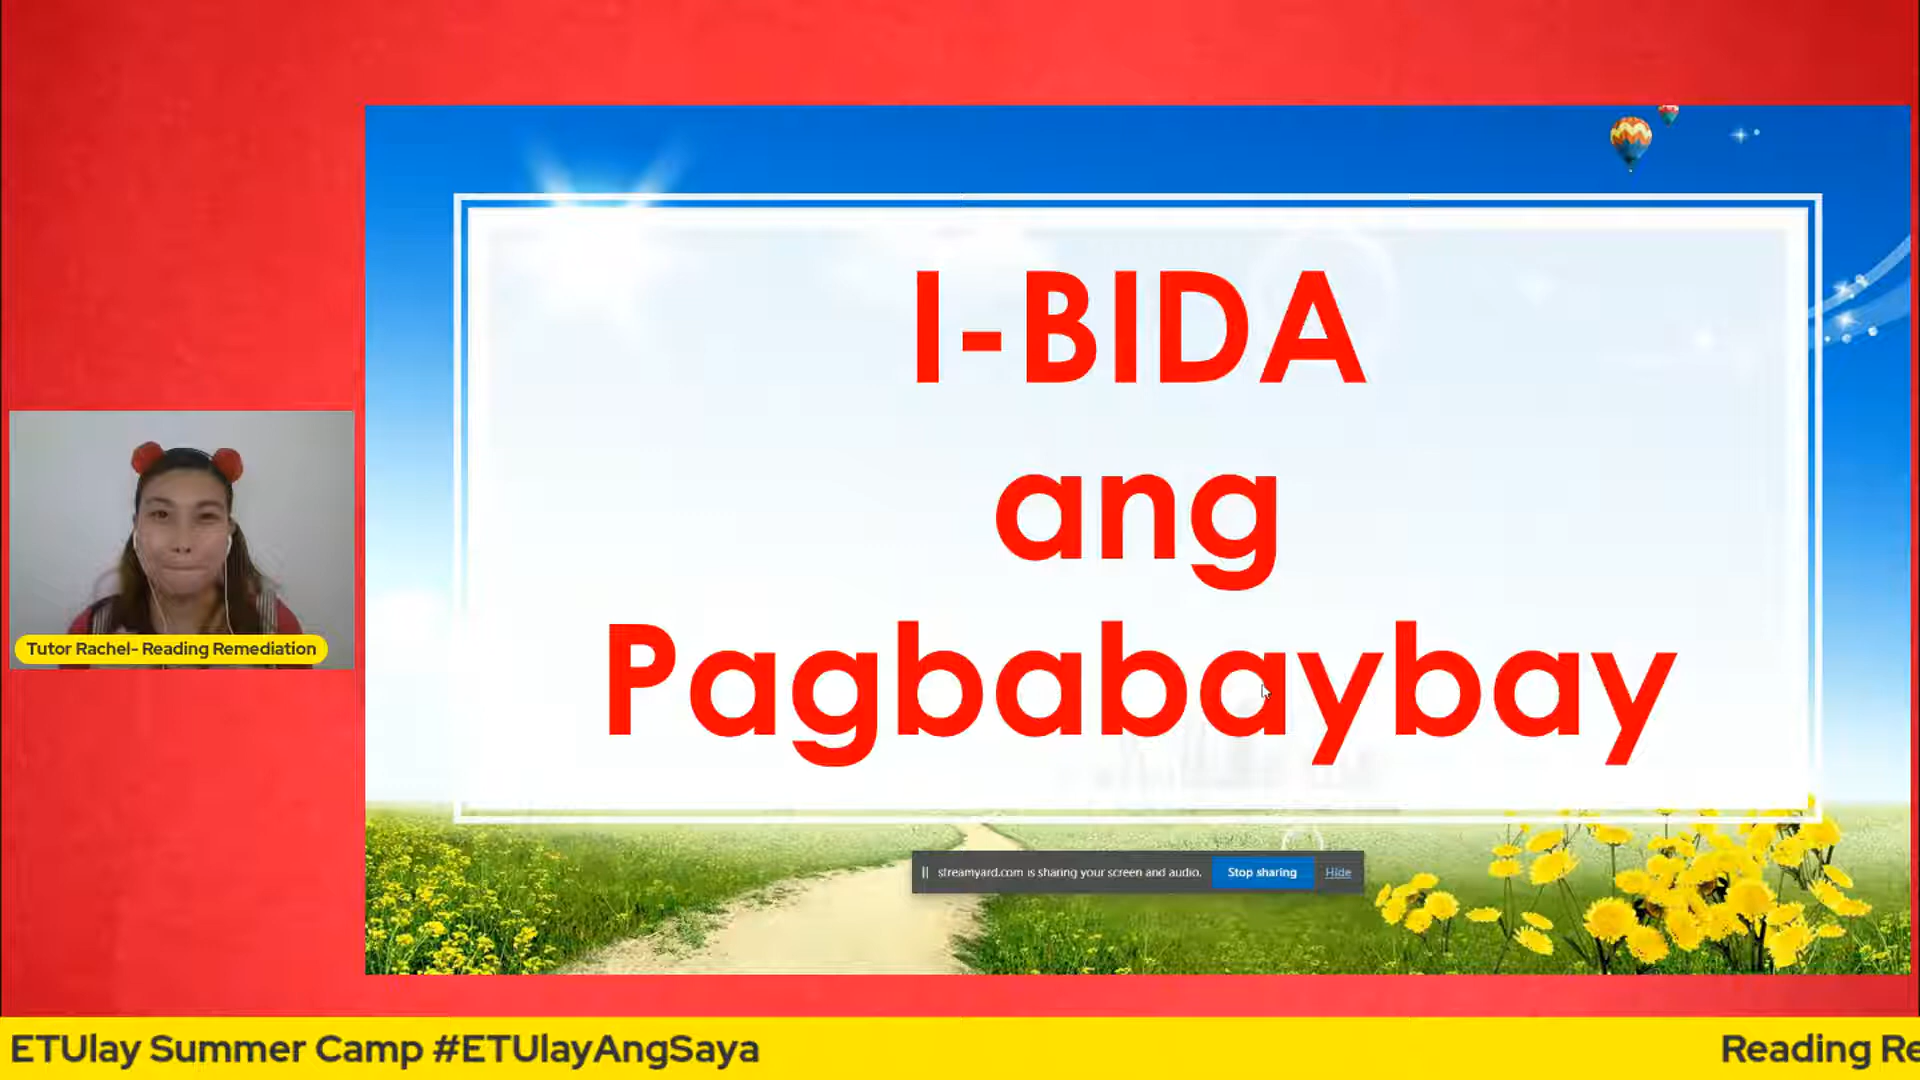 I-BIDA
ang
Pagbabaybay
Tutor Rachel- Reading Remediation
streamyard.com is sharing your screen and audio.
Stop sharing
Hide
ETUlay Summer Camp #ETUlayAngSaya
Reading